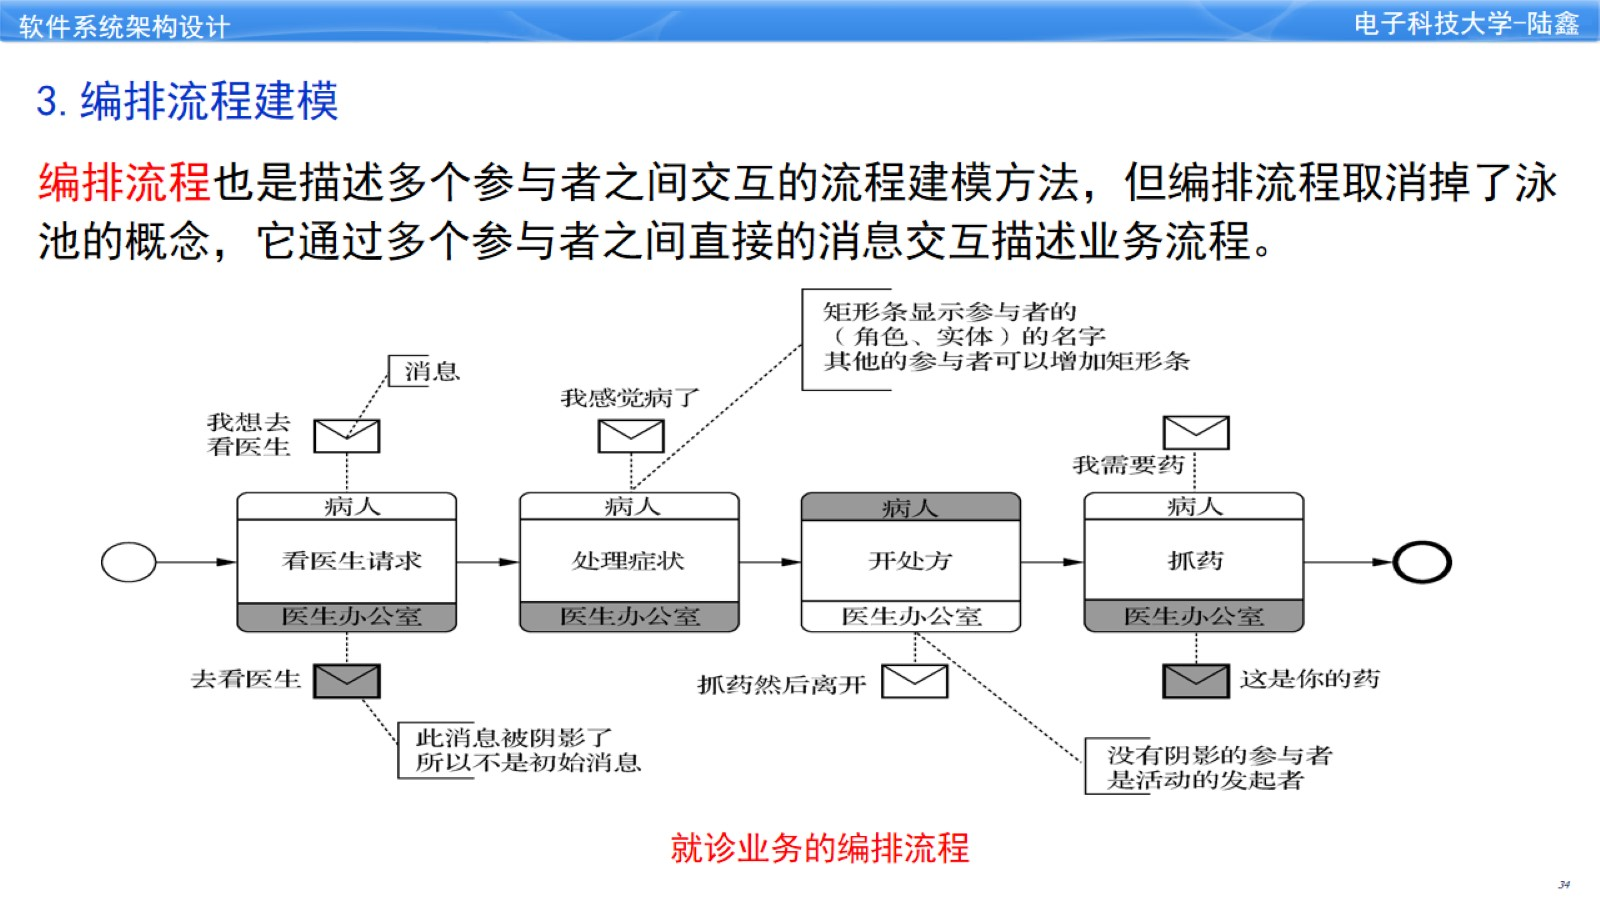 软件系统架构设计
电子科技大学-陆鑫
3. 编排流程建模
编排流程也是描述多个参与者之间交互的流程建模方法，但编排流程取消掉了泳
池的概念，它通过多个参与者之间直接的消息交互描述业务流程。
矩形条显示参与者的
（角色、实体）的名字
其他的参与者可以增加矩形条
消息
我感觉病了
我想去
看医生
我需要药
病人
病人
病人
病人
看医生请求
处理症状
开处方
抓药
医生办公室
医生办公室
医生办公室
医生办公室
去看医生
抓药然后离开
这是你的药
此消息被阴影了
所以不是初始消息
没有阴影的参与者
是活动的发起者
就诊业务的编排流程
34